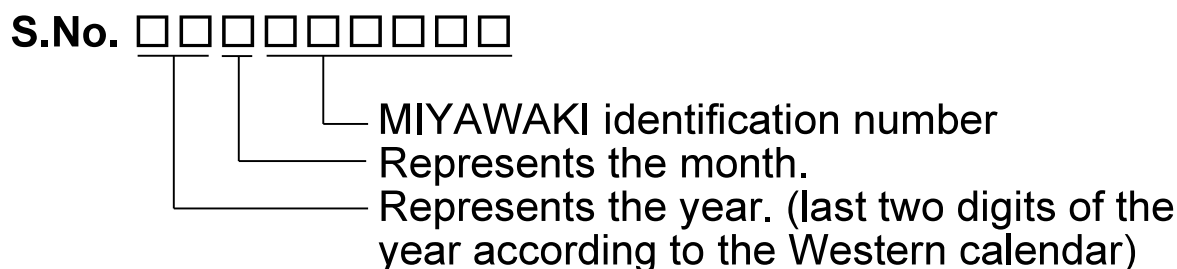 S.No. □□□□□□□□□
MIYAWAKI identification number
Represents the month.
Represents the year. (last two digits of the
year according to the Western calendar)